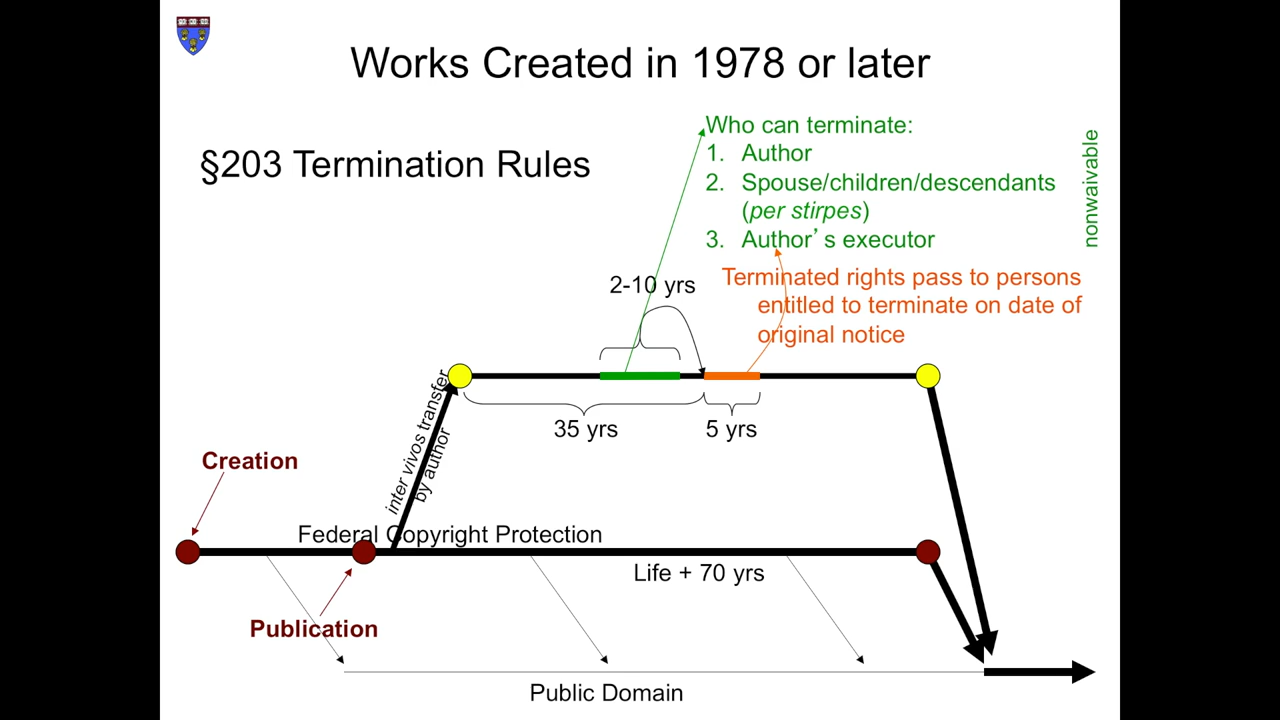 Works Created in 1978 or later
§203 Termination Rules
Who can terminate:
1. Author
2. Spouse/children/descendants
(per stirpes)
3. Author's executor
nonwaivable
Terminated rights pass to persons
entitled to terminate on date of
original notice
2-10 yrs
35 yrs
5 yrs
inter vivos transfer
by author
Creation
Federal Copyright Protection
Life + 70 yrs
Publication
Public Domain